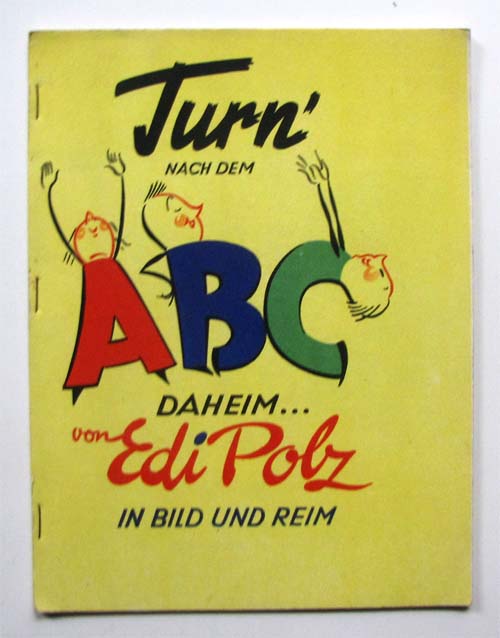 Turn'
NACH DEM
ABC
DAHEIM...
von Edi Polz
IN BILD UND REIM